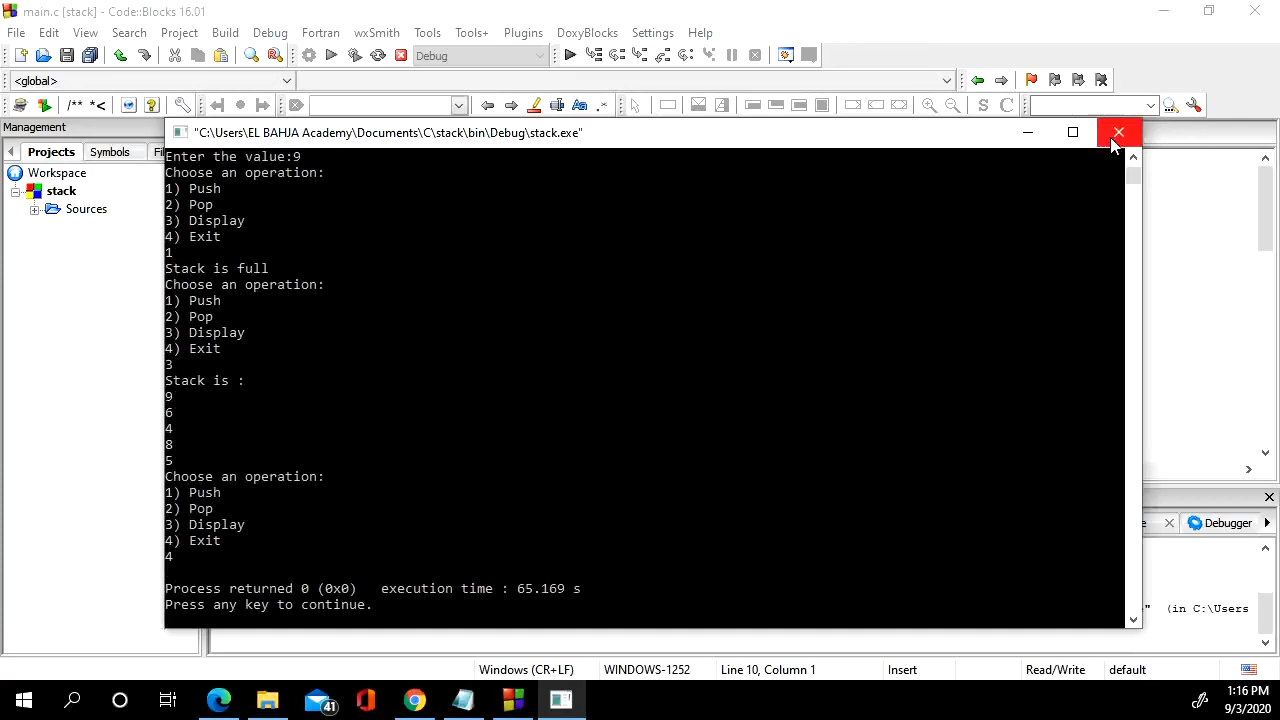 main.c [stack] - Code::Blocks 16.01
File Edit View Search Project Build Debug Fortran wxSmith Tools Tools+ Plugins DoxyBlocks Settings Help
Debug
<global>
/** *<
.*
S C
Management
Projects Symbols Fi
Workspace
stack
Sources
"C:\Users\EL BAHJA Academy\Documents\C\stack\bin\Debug\stack.exe"
Enter the value:9
Choose an operation:
1) Push
2) Pop
3) Display
4) Exit
1
Stack is full
Choose an operation:
1) Push
2) Pop
3) Display
4) Exit
3
Stack is :
9
6
4
8
5
Choose an operation:
1) Push
2) Pop
3) Display
4) Exit
4
Process returned 0 (0x0)   execution time : 65.169 s
Press any key to continue.
e Debugger
" (in C:\Users
Windows (CR+LF) WINDOWS-1252 Line 10, Column 1 Insert Read/Write default
41
1:16 PM
9/3/2020